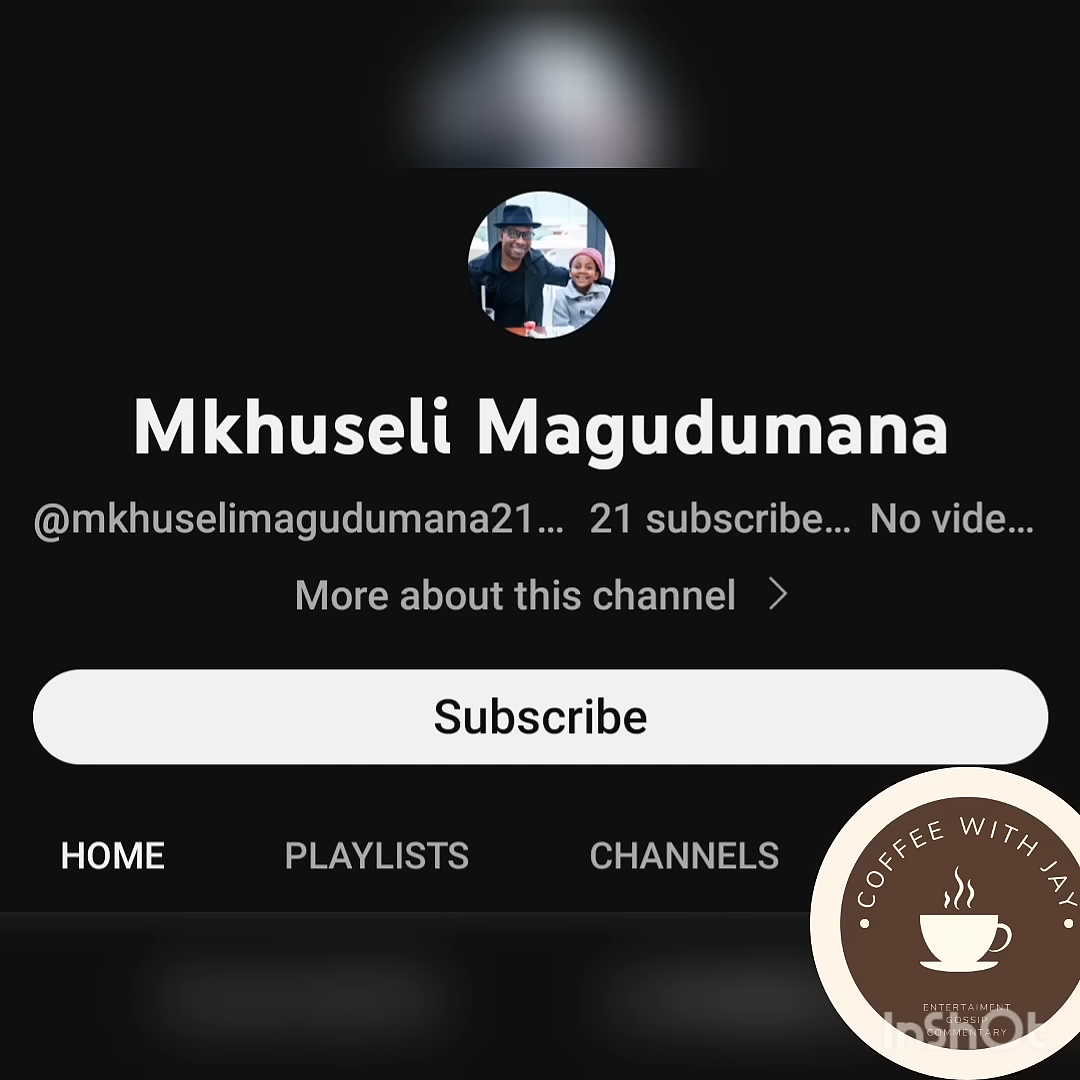 Mkhuseli Magudumana
@mkhuselimagudumana21... 21 subscribe... No vide...
More about this channel
Subscribe
HOME PLAYLISTS CHANNELS
COFFEE WITH JAY
ENTERTAIMENT
GOSSIP
COMMENTARY
InShOt